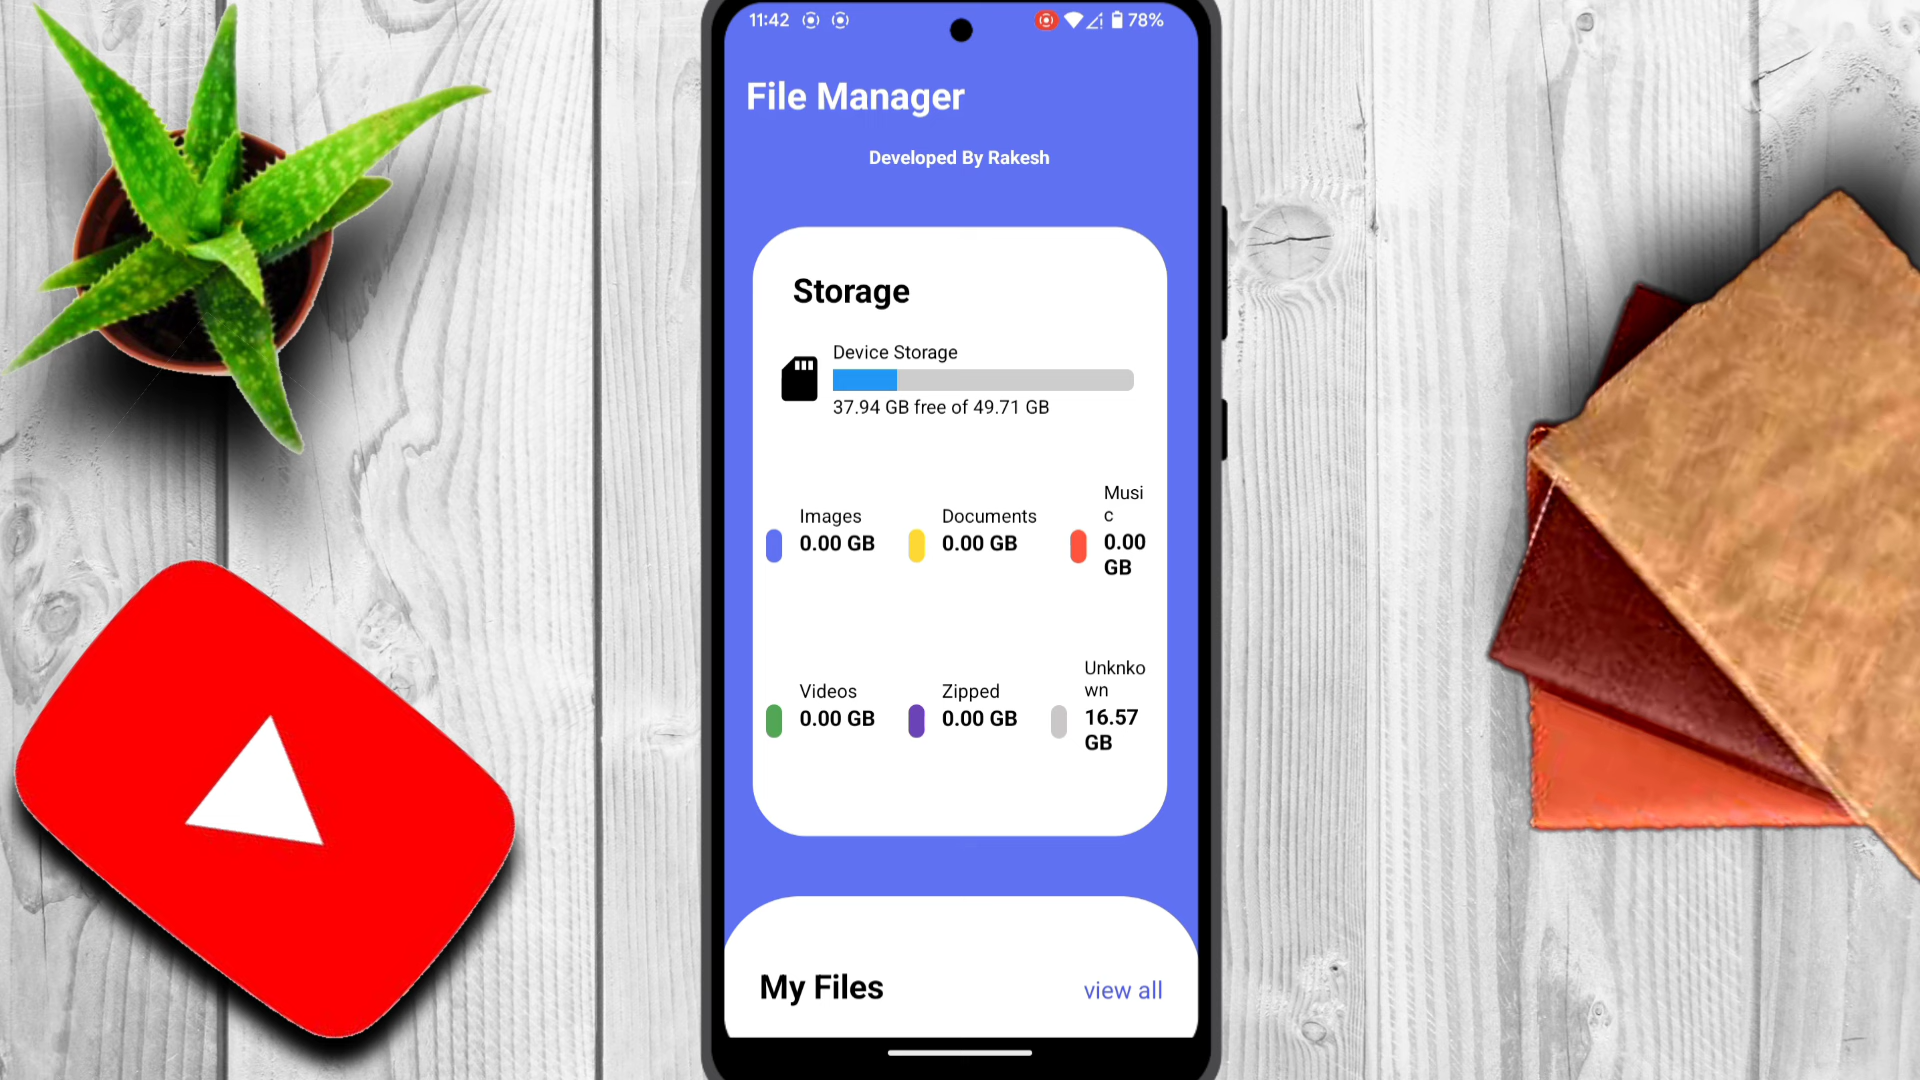 11:42
78%
File Manager
Developed By Rakesh
Storage
Device Storage
37.94 GB free of 49.71 GB
Images
0.00 GB
Documents
0.00 GB
Musi
c
0.00
GB
Videos
0.00 GB
Zipped
0.00 GB
Unknko
wn
16.57
GB
My Files
view all